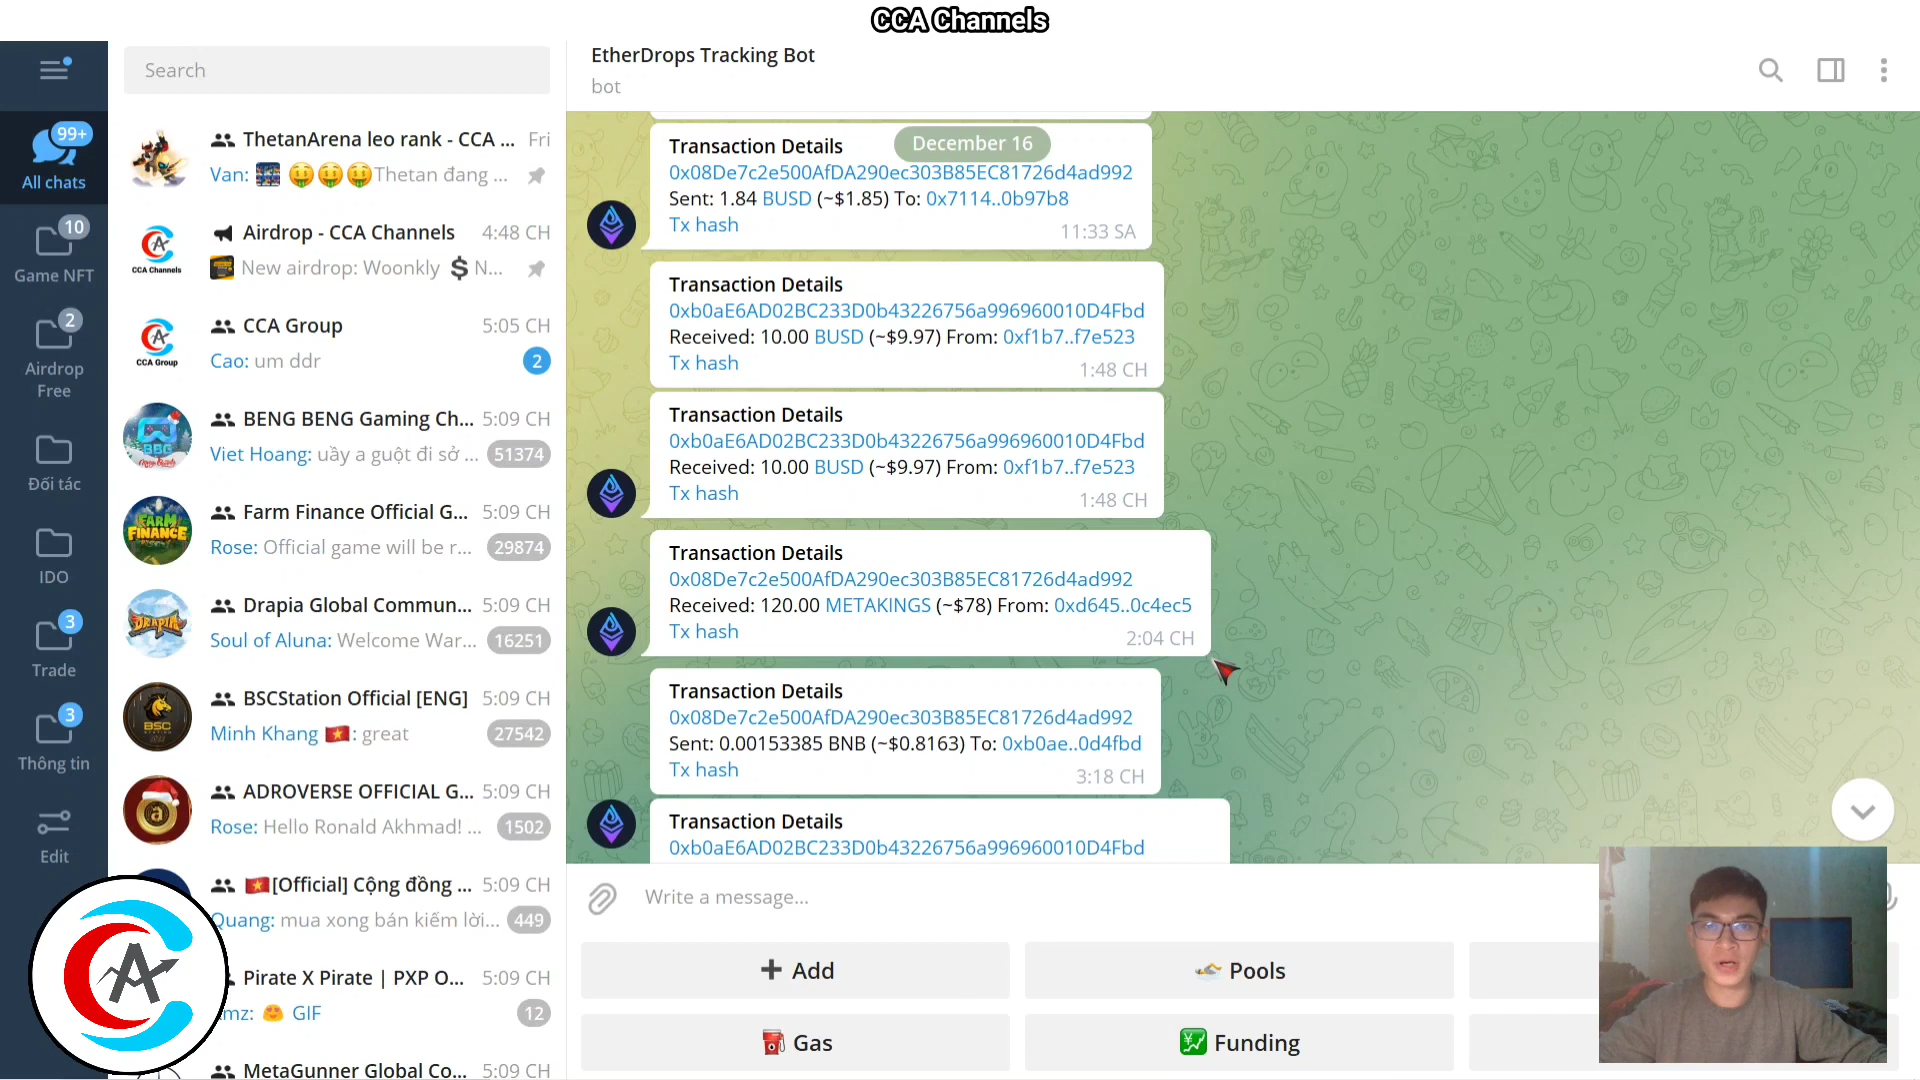 CCA Channels
Search
99+
All chats
10
Game NFT
2
Airdrop
Free
Đối tác
IDO
3
Trade
3
Thông tin
Edit
ThetanArena leo rank - CCA ... Fri
Van: 🤑🤑🤑Thetan đang ...
Airdrop - CCA Channels 4:48 CH
New airdrop: Woonkly 💲 N...
CCA Channels
CCA Group 5:05 CH
Cao: um ddr 2
CCA Group
BENG BENG Gaming Ch... 5:09 CH
Viet Hoang: uầy a guột đi sở ... 51374
BBG
Farm Finance Official G... 5:09 CH
Rose: Official game will be r... 29874
FARM
FINANCE
Drapia Global Commun... 5:09 CH
Soul of Aluna: Welcome War... 16251
DRAPIA
BSCStation Official [ENG] 5:09 CH
Minh Khang 🇻🇳: great 27542
BSC
ADROVERSE OFFICIAL G... 5:09 CH
Rose: Hello Ronald Akhmad! ... 1502
🇻🇳[Official] Cộng đồng ... 5:09 CH
Quang: mua xong bán kiếm lời... 449
Pirate X Pirate | PXP O... 5:09 CH
mz: 😍 GIF 12
MetaGunner Global Co... 5:09 CH
CA
EtherDrops Tracking Bot
bot
December 16
Transaction Details
0x08De7c2e500AfDA290ec303B85EC81726d4ad992
Sent: 1.84 BUSD (~$1.85) To: 0x7114..0b97b8
Tx hash 11:33 SA
Transaction Details
0xb0aE6AD02BC233D0b43226756a996960010D4Fbd
Received: 10.00 BUSD (~$9.97) From: 0xf1b7..f7e523
Tx hash 1:48 CH
Transaction Details
0xb0aE6AD02BC233D0b43226756a996960010D4Fbd
Received: 10.00 BUSD (~$9.97) From: 0xf1b7..f7e523
Tx hash 1:48 CH
Transaction Details
0x08De7c2e500AfDA290ec303B85EC81726d4ad992
Received: 120.00 METAKINGS (~$78) From: 0xd645..0c4ec5
Tx hash 2:04 CH
Transaction Details
0x08De7c2e500AfDA290ec303B85EC81726d4ad992
Sent: 0.00153385 BNB (~$0.8163) To: 0xb0ae..0d4fbd
Tx hash 3:18 CH
Transaction Details
0xb0aE6AD02BC233D0b43226756a996960010D4Fbd
Write a message...
➕ Add
🏊 Pools
⛽ Gas
💹 Funding